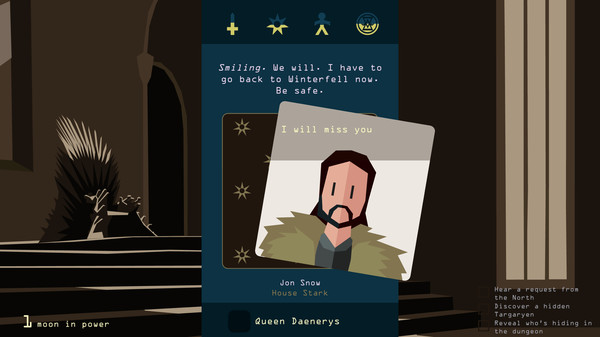 Smiling. We will. I have to
go back to Winterfell now.
Be safe.
I will miss you
Jon Snow
House Stark
Queen Daenerys
1 moon in power
Hear a request from
the North
Discover a hidden
Targaryen
Reveal who's hiding in
the dungeon